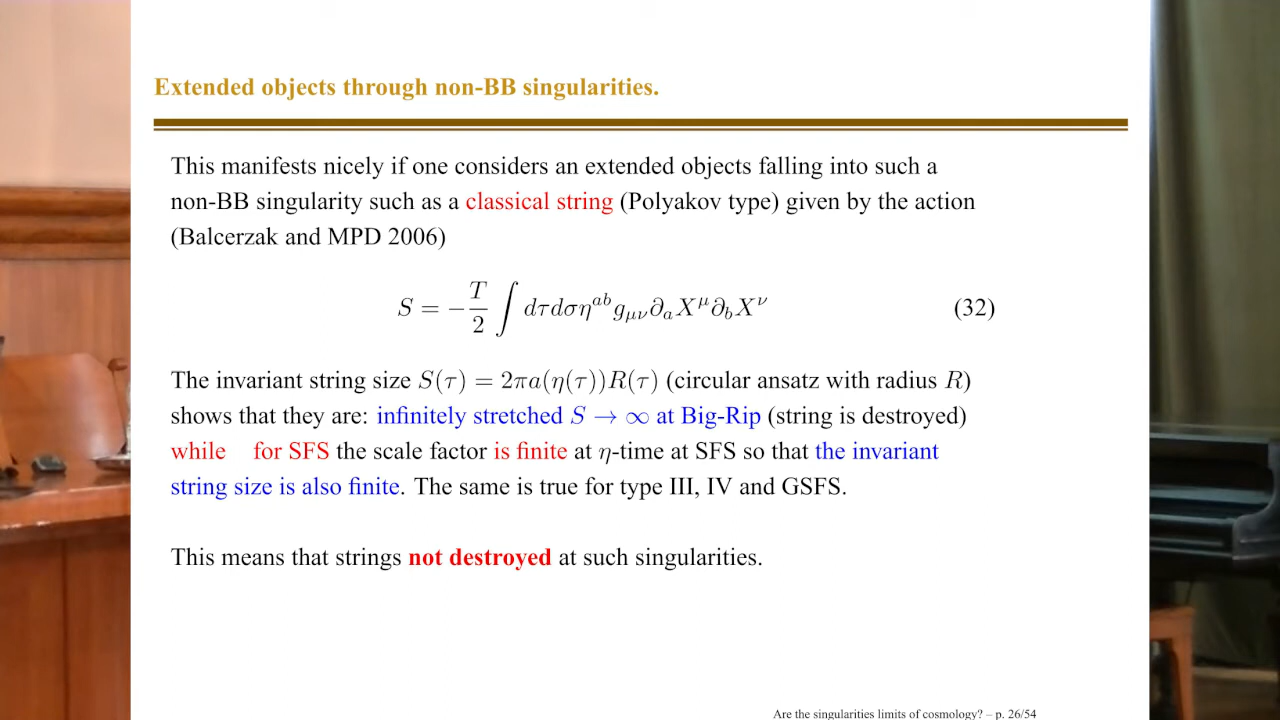 Extended objects through non-BB singularities.
This manifests nicely if one considers an extended objects falling into such a
non-BB singularity such as a classical string (Polyakov type) given by the action
(Balcerzak and MPD 2006)
S = −T/2 ∫ dτdση^{ab}g_{μν}∂_aX^μ∂_bX^ν (32)
The invariant string size S(τ) = 2πa(η(τ))R(τ) (circular ansatz with radius R)
shows that they are: infinitely stretched S → ∞ at Big-Rip (string is destroyed)
while for SFS the scale factor is finite at η-time at SFS so that the invariant
string size is also finite. The same is true for type III, IV and GSFS.
This means that strings not destroyed at such singularities.
Are the singularities limits of cosmology? – p. 26/54